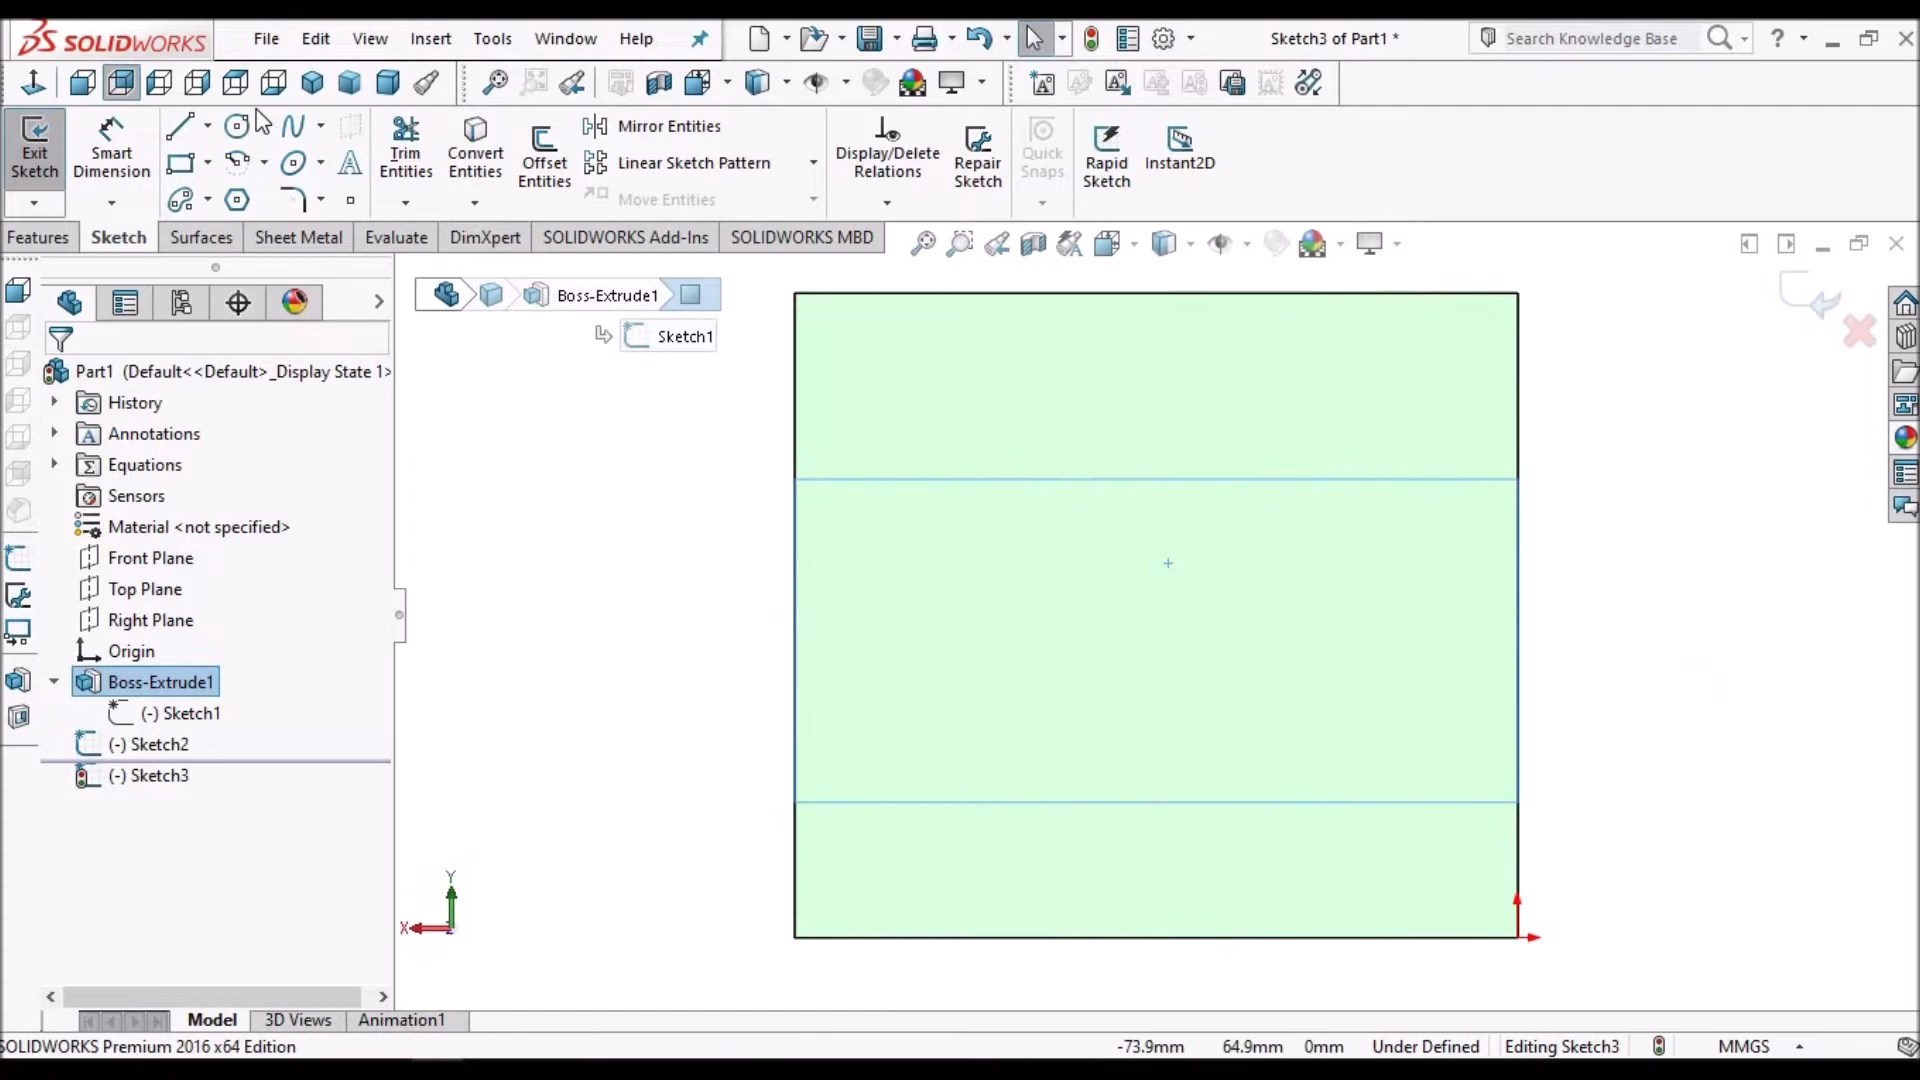 SOLIDWORKS File Edit View Insert Tools Window Help Sketch3 of Part1 * Search Knowledge Base ?
Exit Sketch
Smart Dimension
Trim Entities
Convert Entities
Offset Entities
Mirror Entities
Linear Sketch Pattern
Move Entities
Display/Delete Relations
Repair Sketch
Quick Snaps
Rapid Sketch
Instant2D
Features Sketch Surfaces Sheet Metal Evaluate DimXpert SOLIDWORKS Add-Ins SOLIDWORKS MBD
Boss-Extrude1
Sketch1
Part1 (Default<<Default>_Display State 1>
History
Annotations
Equations
Sensors
Material <not specified>
Front Plane
Top Plane
Right Plane
Origin
Boss-Extrude1
(-) Sketch1
(-) Sketch2
(-) Sketch3
Y
X
Model 3D Views Animation1
SOLIDWORKS Premium 2016 x64 Edition -73.9mm 64.9mm 0mm Under Defined Editing Sketch3 MMGS